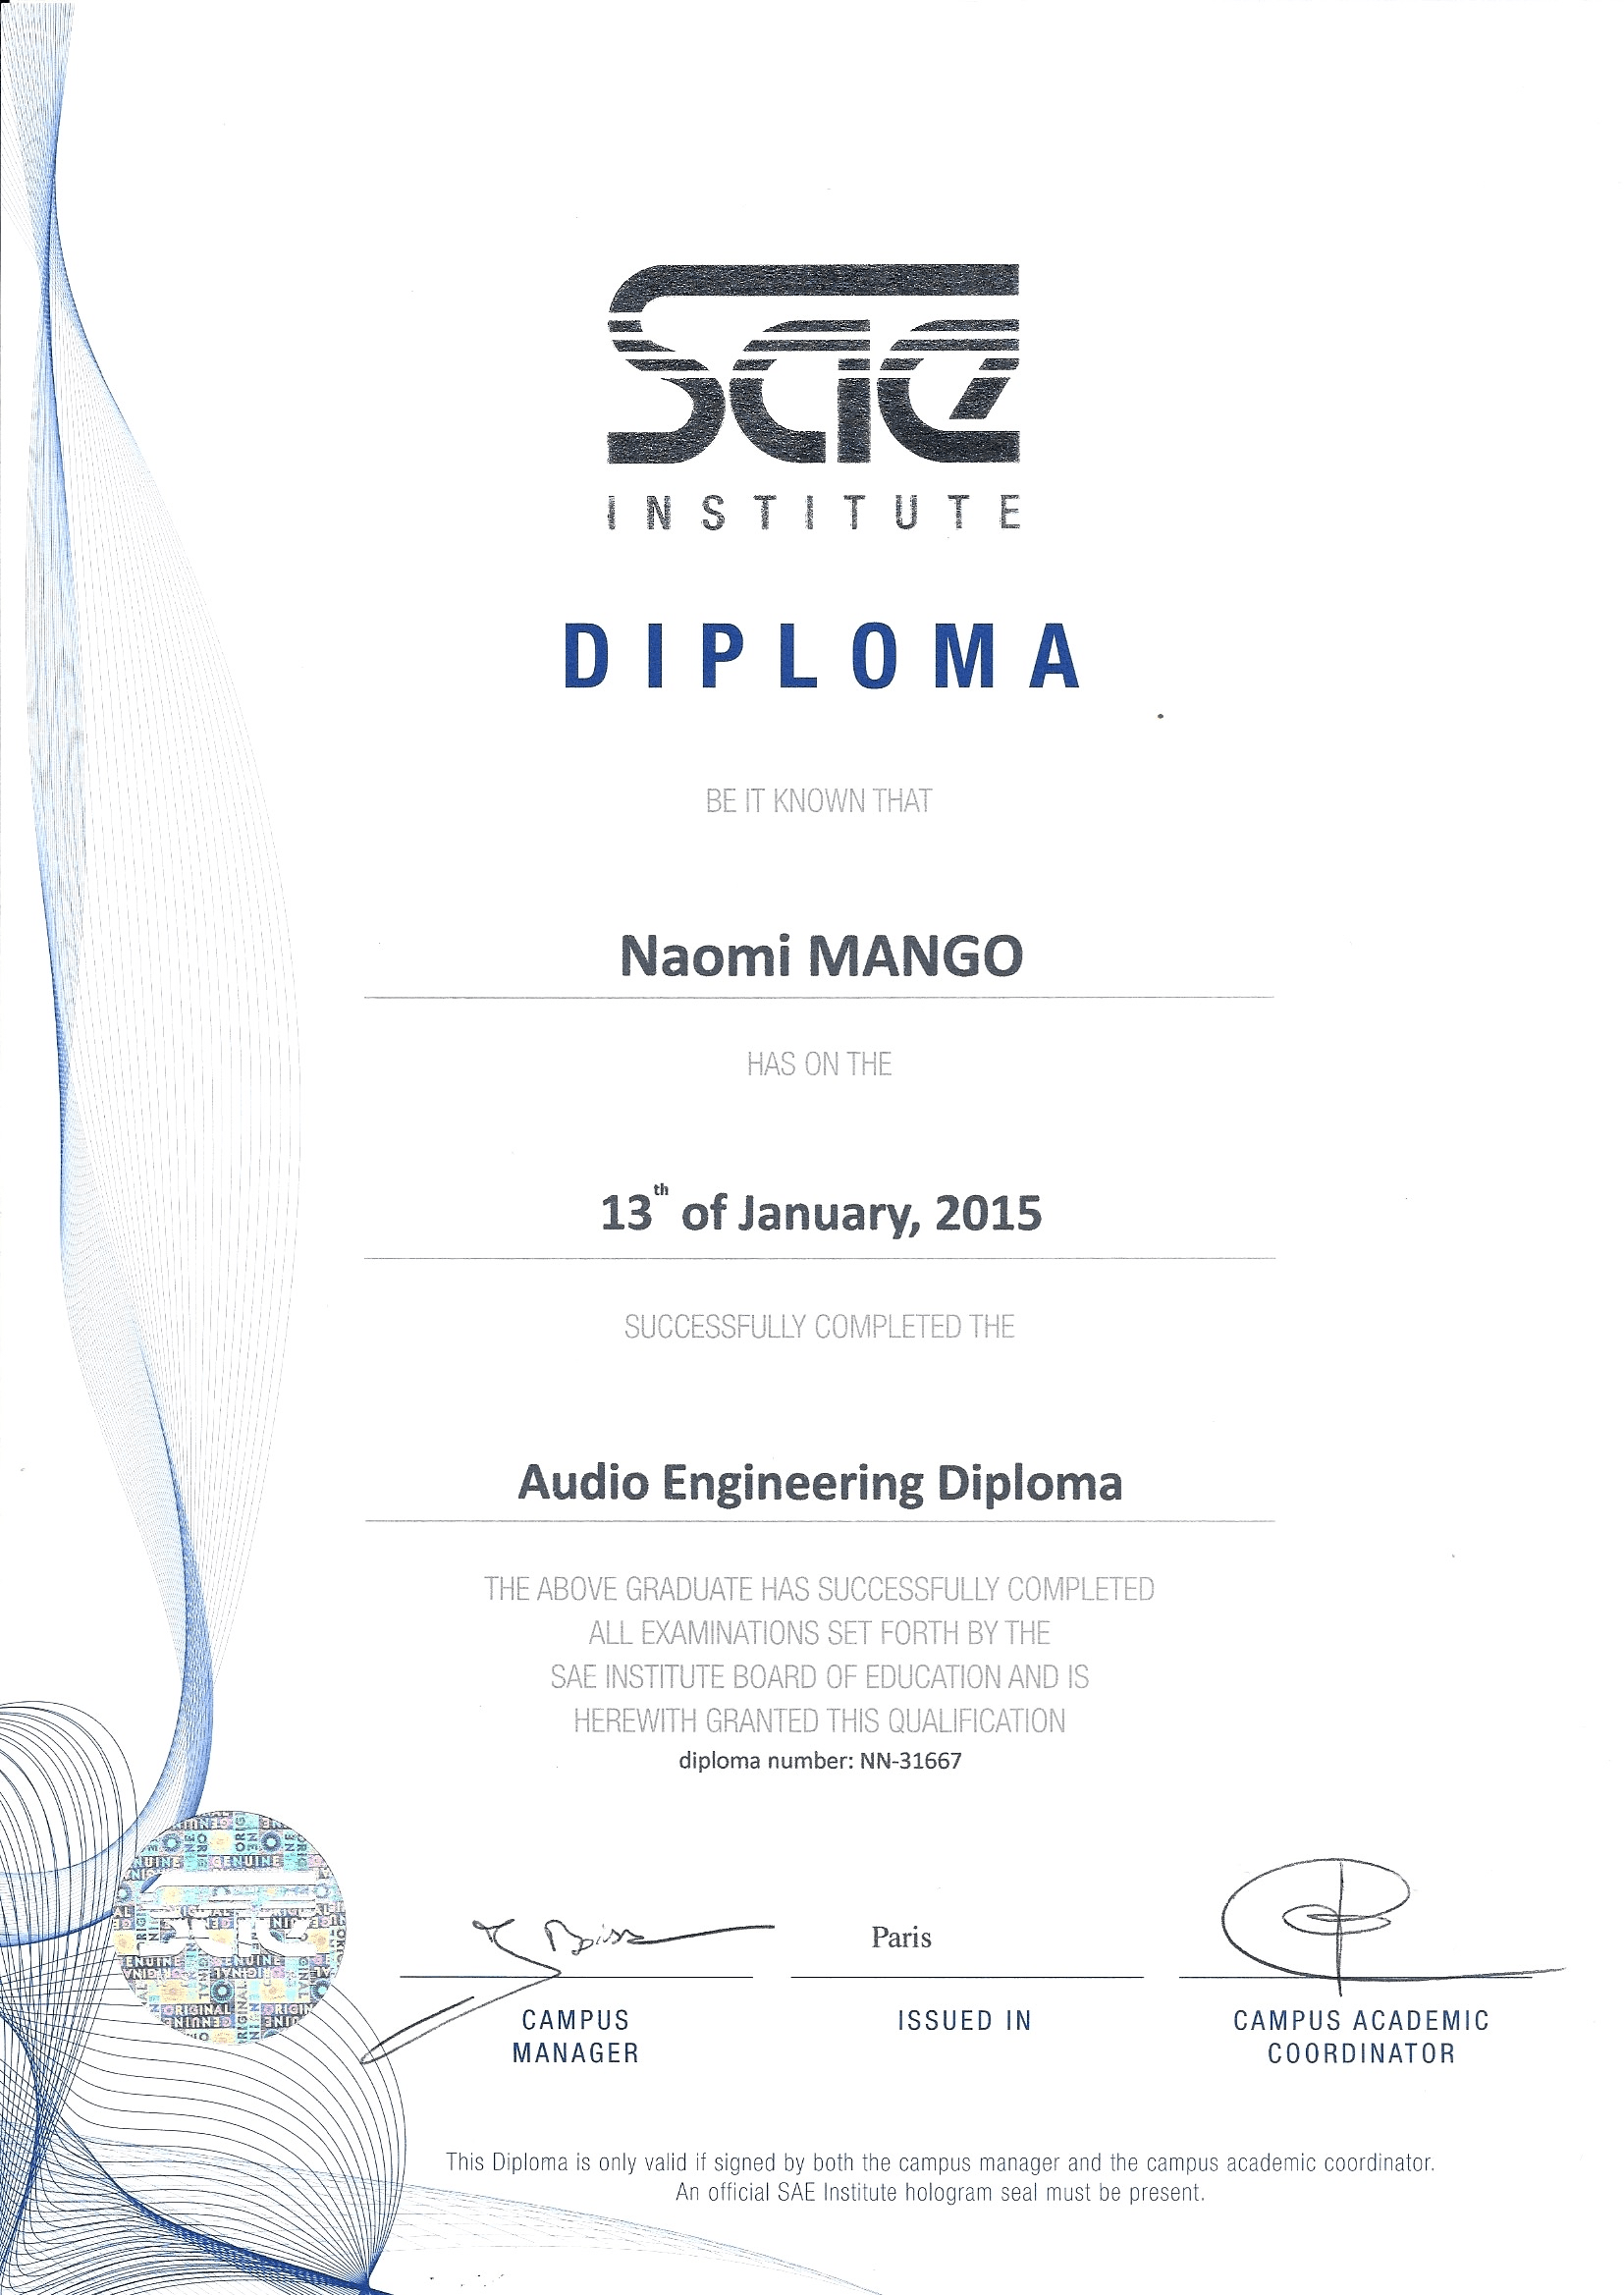 sae
INSTITUTE
DIPLOMA
BE IT KNOWN THAT
Naomi MANGO
HAS ON THE
13th of January, 2015
SUCCESSFULLY COMPLETED THE
Audio Engineering Diploma
THE ABOVE GRADUATE HAS SUCCESSFULLY COMPLETED
ALL EXAMINATIONS SET FORTH BY THE
SAE INSTITUTE BOARD OF EDUCATION AND IS
HEREWITH GRANTED THIS QUALIFICATION
diploma number: NN-31667
Paris
CAMPUS MANAGER
ISSUED IN
CAMPUS ACADEMIC COORDINATOR
This Diploma is only valid if signed by both the campus manager and the campus academic coordinator.
An official SAE Institute hologram seal must be present.